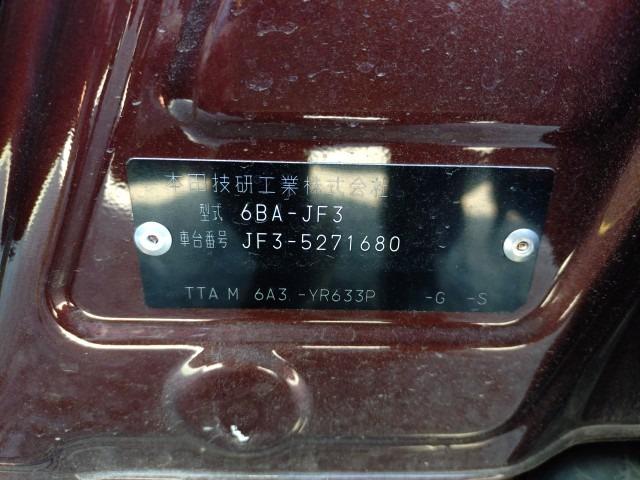 本田技研工業株式会社
型式 6BA-JF3
車台番号 JF3-5271680
TTA M 6A3 -YR633P -G -S